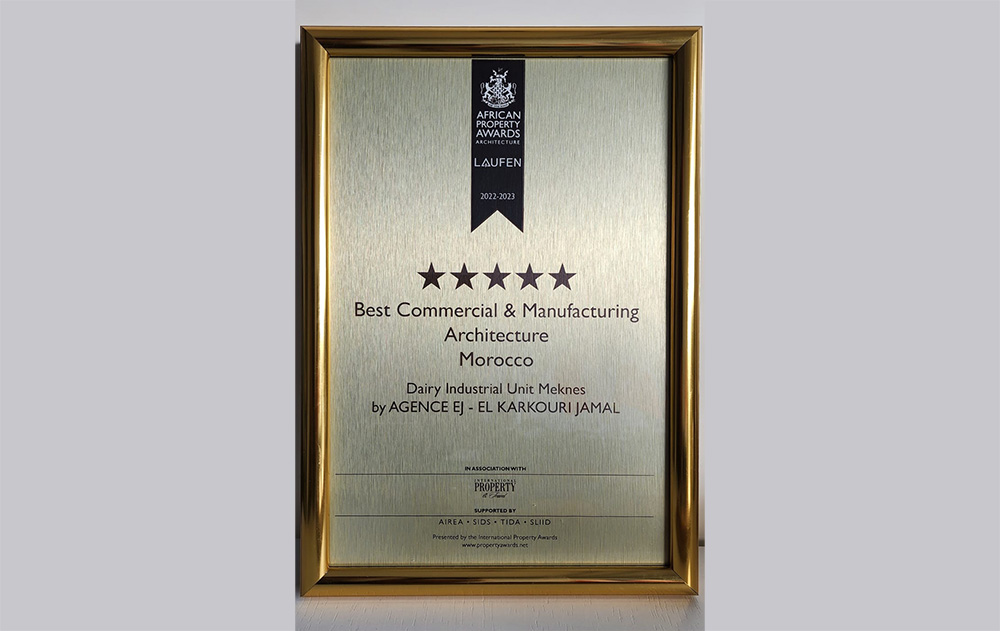 AFRICAN
PROPERTY
AWARDS
ARCHITECTURE
LAUFEN
2022-2023
★★★★★
Best Commercial & Manufacturing
Architecture
Morocco
Dairy Industrial Unit Meknes
by AGENCE EJ - EL KARKOURI JAMAL
IN ASSOCIATION WITH
INTERNATIONAL
PROPERTY
& Travel
SUPPORTED BY
AIREA • SIDS • TIDA • SLIID
Presented by the International Property Awards
www.propertyawards.net